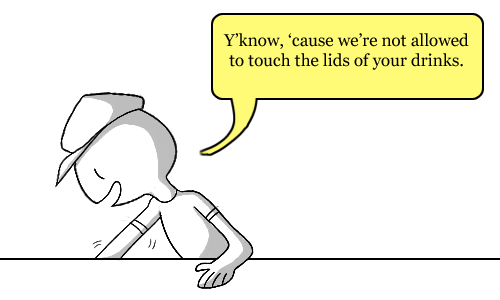 Y’know, ‘cause we’re not allowed
to touch the lids of your drinks.